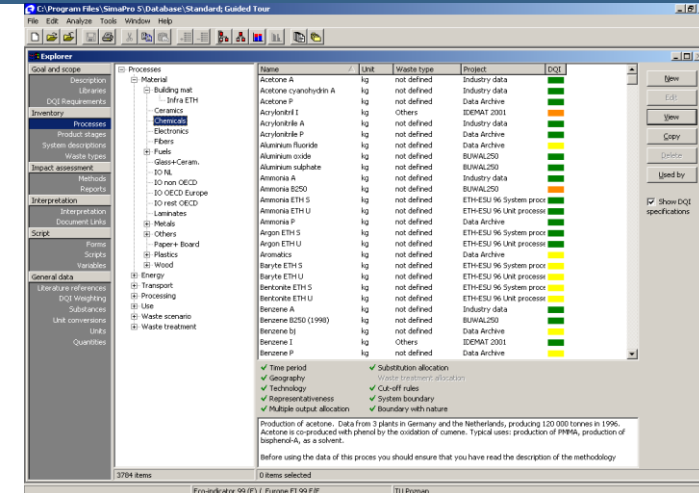 C:\Program Files\SimaPro 5\Database\Standard; Guided Tour
File Edit Analyze Tools Window Help
Explorer
Goal and scope
Description
Libraries
DQI Requirements
Inventory
Processes
Product stages
System descriptions
Waste types
Impact assessment
Methods
Reports
Interpretation
Interpretation
Document Links
Script
Forms
Scripts
Variables
General data
Literature references
DQI Weighting
Substances
Unit conversions
Units
Quantities
Processes
Material
Building mat
Infra ETH
Ceramics
Chemicals
Electronics
Fibers
Fuels
Glass+Ceram.
IO NL
IO non OECD
IO OECD Europe
IO rest OECD
Laminates
Metals
Others
Paper+ Board
Plastics
Wood
Energy
Transport
Processing
Use
Waste scenario
Waste treatment
Name / Unit Waste type Project DQI
Acetone A kg not defined Industry data
Acetone cyanohydrin A kg not defined Industry data
Acetone P kg not defined Data Archive
Acrylonitril I kg Others IDEMAT 2001
Acrylonitrile A kg not defined Industry data
Acrylonitrile P kg not defined Data Archive
Aluminium fluoride kg not defined Data Archive
Aluminium oxide kg not defined BUWAL250
Aluminium sulphate kg not defined BUWAL250
Ammonia A kg not defined Industry data
Ammonia B250 kg not defined BUWAL250
Ammonia ETH S kg not defined ETH-ESU 96 System proce
Ammonia ETH U kg not defined ETH-ESU 96 Unit processe
Ammonia P kg not defined Data Archive
Argon ETH S kg not defined ETH-ESU 96 System proce
Argon ETH U kg not defined ETH-ESU 96 Unit processe
Aromatics kg not defined Data Archive
Baryte ETH S kg not defined ETH-ESU 96 System proce
Baryte ETH U kg not defined ETH-ESU 96 Unit processe
Bentonite ETH S kg not defined ETH-ESU 96 System proce
Bentonite ETH U kg not defined ETH-ESU 96 Unit processe
Benzene A kg not defined Industry data
Benzene B250 (1998) kg not defined BUWAL250
Benzene bj kg not defined Data Archive
Benzene I kg Others IDEMAT 2001
Benzene P kg not defined Data Archive
New
Edit
View
Copy
Delete
Used by
Show DQI
specifications
Time period Substitution allocation
Geography Waste treatment allocation
Technology Cut-off rules
Representativeness System boundary
Multiple output allocation Boundary with nature
Production of acetone. Data from 3 plants in Germany and the Netherlands, producing 120 000 tonnes in 1996.
Acetone is co-produced with phenol by the oxidation of cumene. Typical uses: production of PMMA, production of
bisphenol-A, as a solvent.
Before using the data of this proces you should ensure that you have read the description of the methodology
3784 items 0 items selected
Eco-indicator 99 (E) / Europe EI 99 E/E TU Poznan